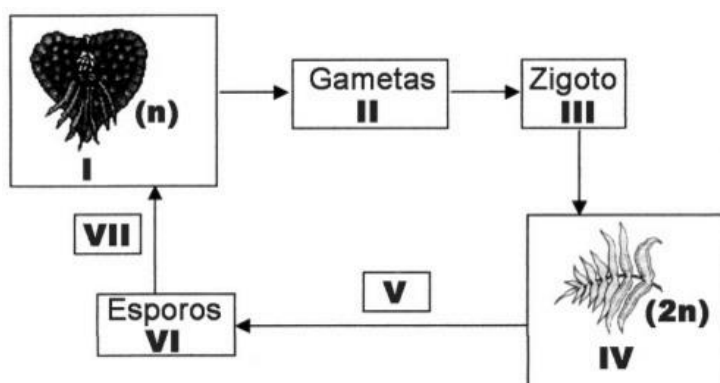 (n)
I
Gametas
II
Zigoto
III
VII
V
Esporos
VI
(2n)
IV